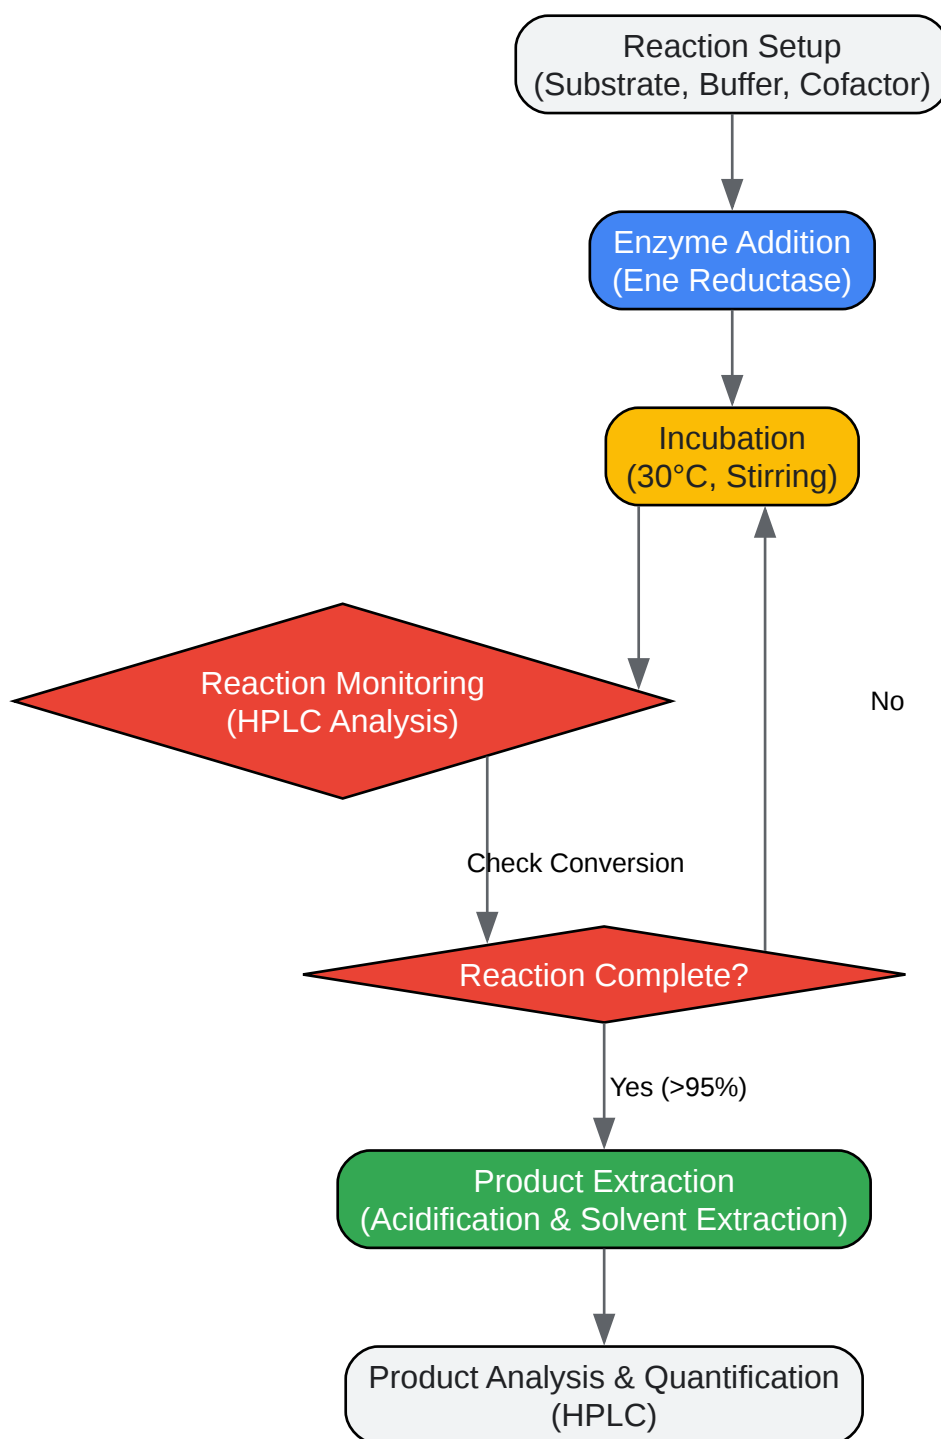 Reaction Setup
(Substrate, Buffer, Cofactor)
Enzyme Addition
(Ene Reductase)
Incubation
(30°C, Stirring)
Reaction Monitoring
(HPLC Analysis)
No
Check Conversion
Reaction Complete?
Yes (>95%)
Product Extraction
(Acidification & Solvent Extraction)
Product Analysis & Quantification
(HPLC)